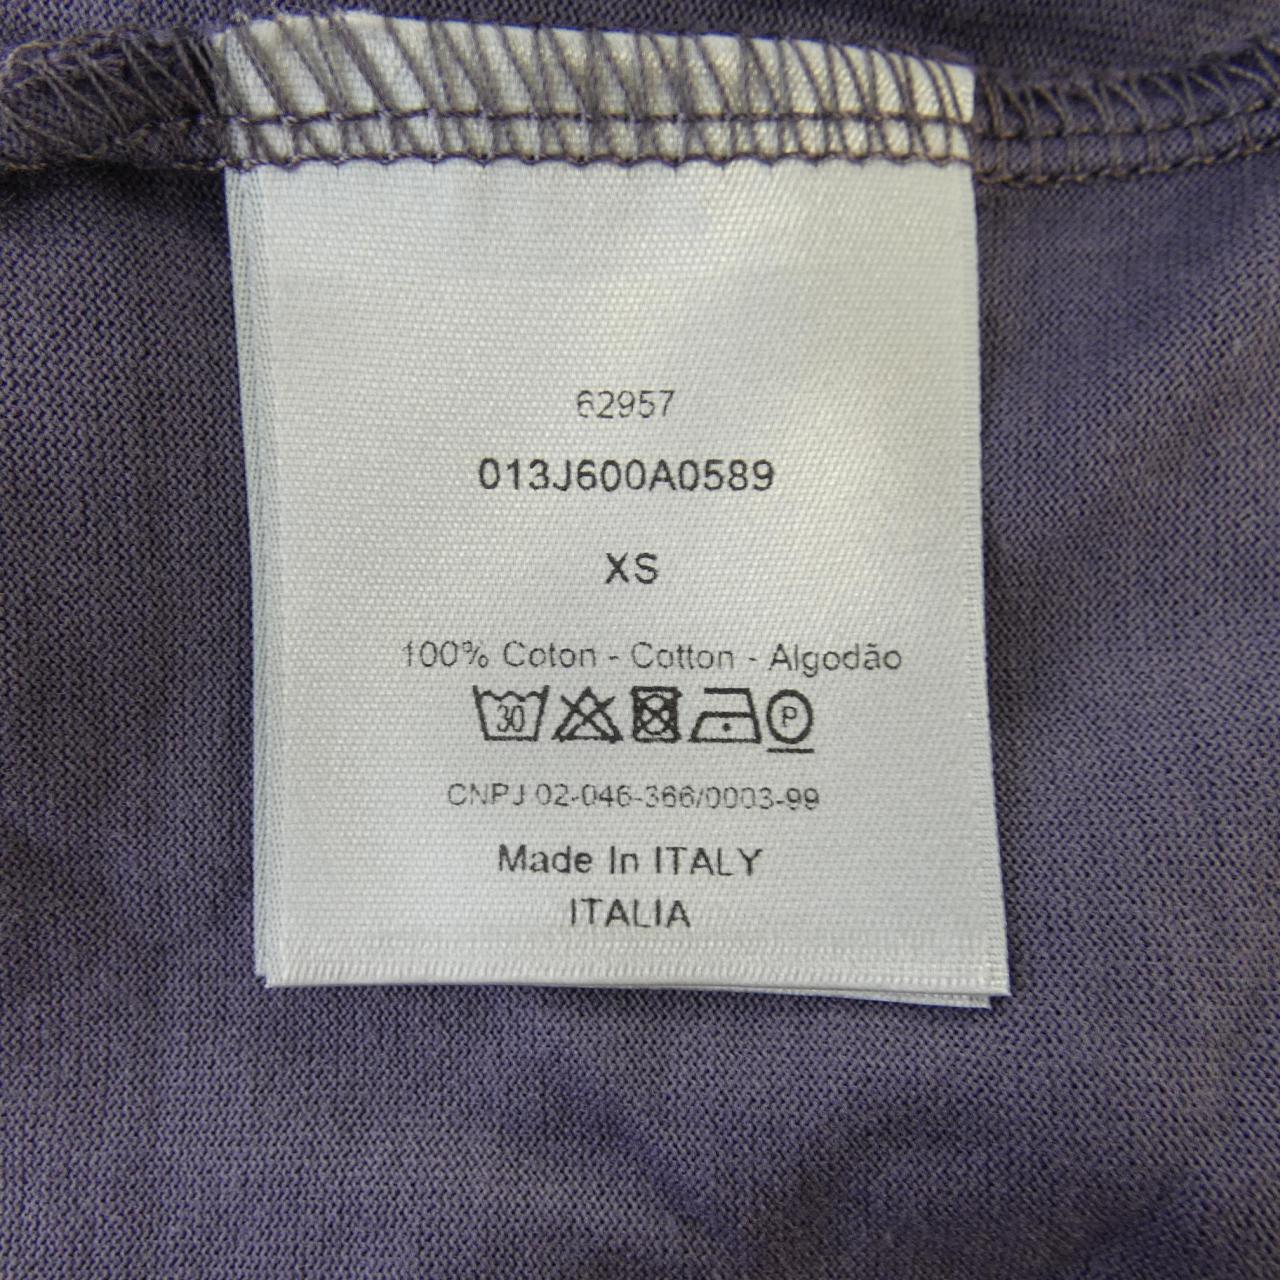 62957
013J600A0589
XS
100% Coton - Cotton - Algodão
30 P
CNPJ 02-046-366/0003-99
Made In ITALY
ITALIA